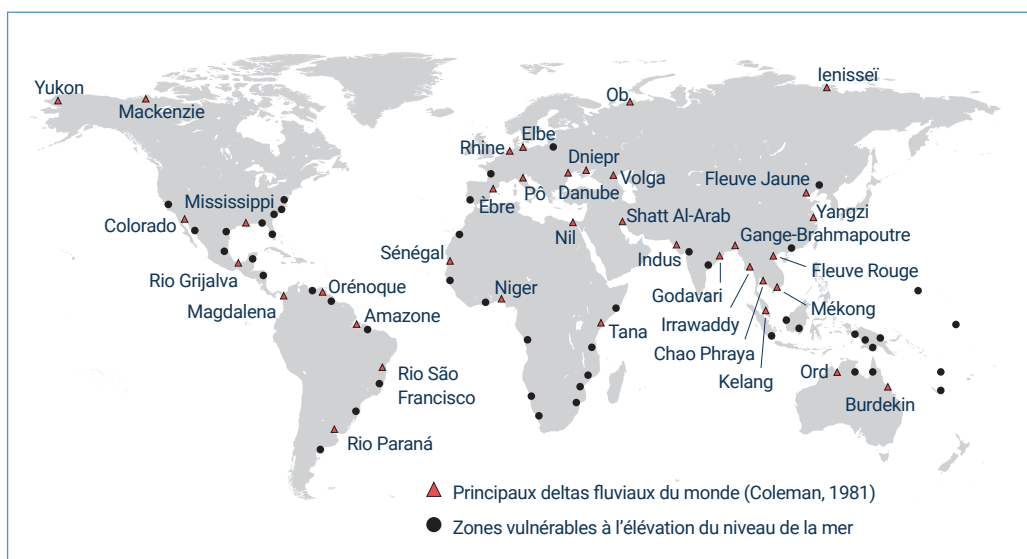 Yukon
Mackenzie
Ob
Ienisseï
Elbe
Rhine
Dniepr
Volga
Danube
Pô
Èbre
Fleuve Jaune
Mississippi
Colorado
Yangzi
Shatt Al-Arab
Nil
Gange-Brahmapoutre
Sénégal
Indus
Fleuve Rouge
Rio Grijalva
Orénoque
Niger
Godavari
Mékong
Magdalena
Amazone
Irrawaddy
Tana
Chao Phraya
Kelang
Rio São
Francisco
Ord
Burdekin
Rio Paraná
Principaux deltas fluviaux du monde (Coleman, 1981)
Zones vulnérables à l’élévation du niveau de la mer